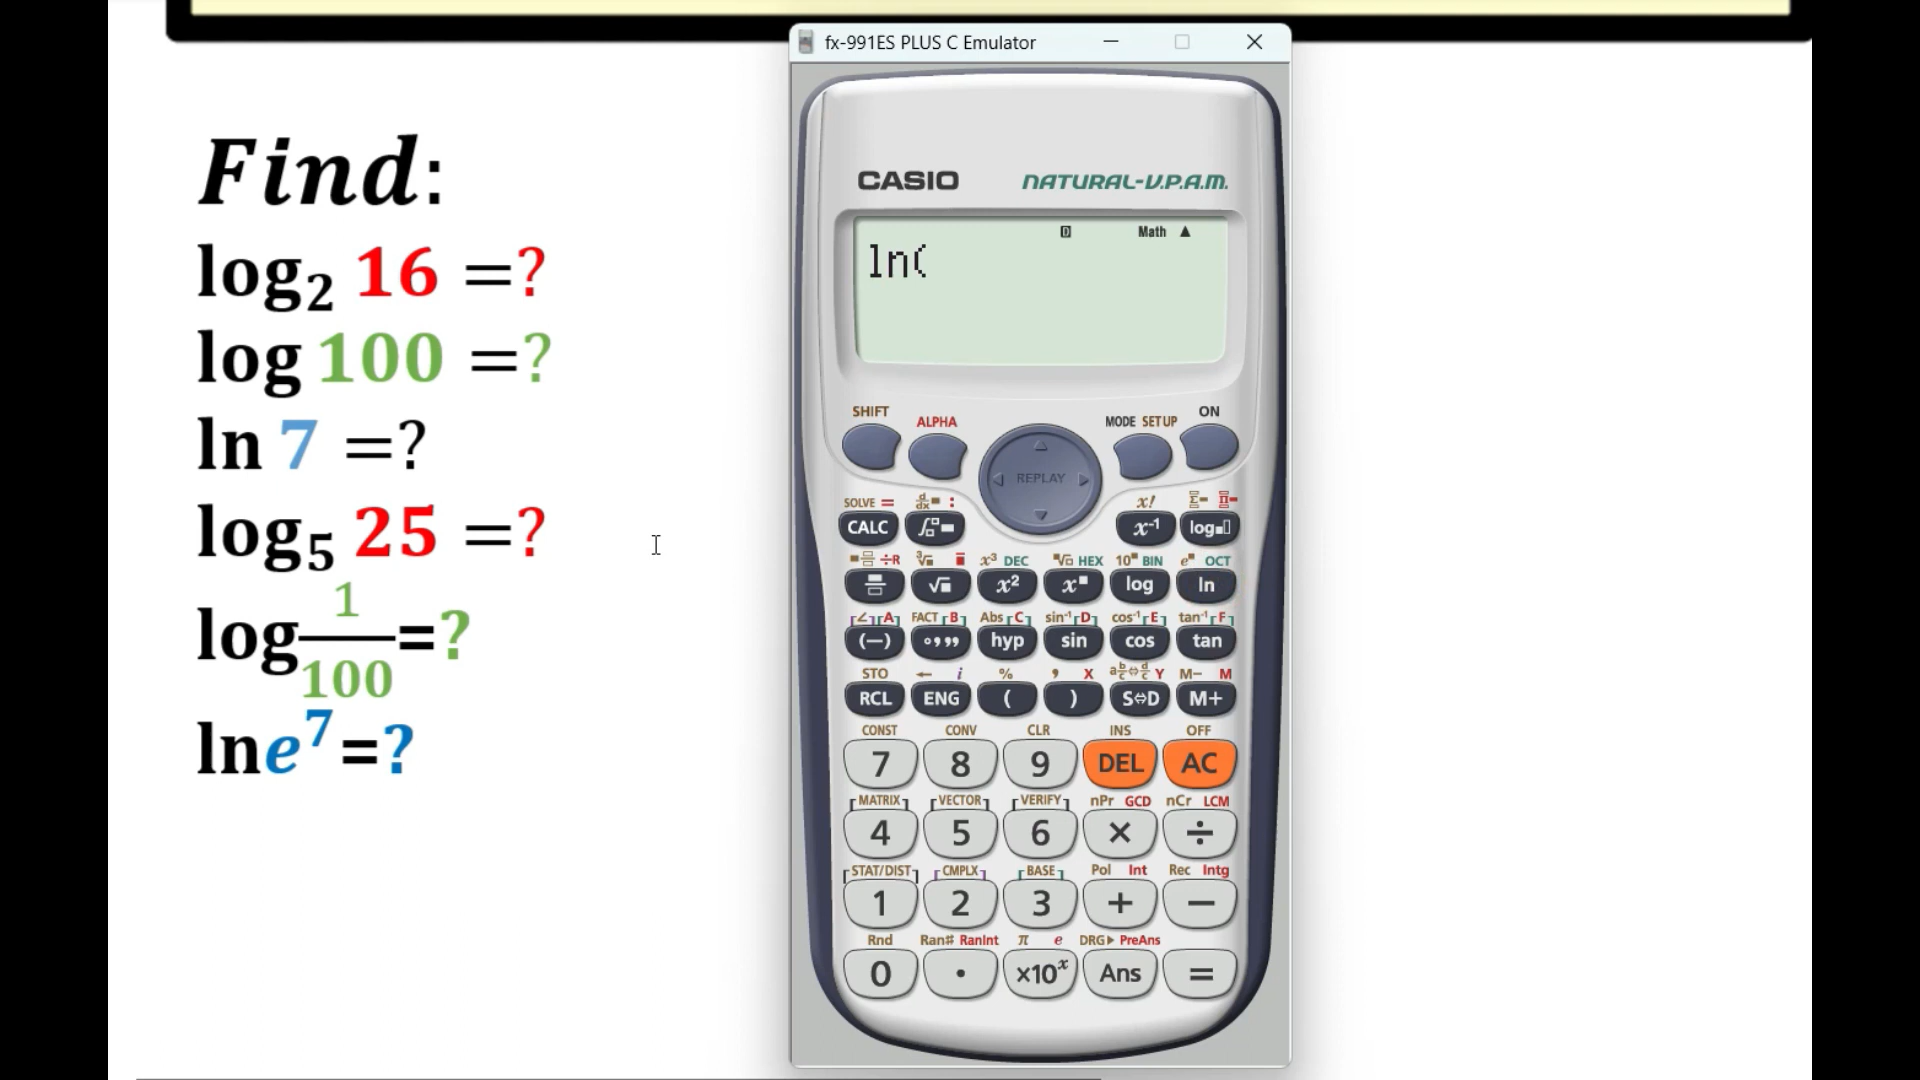 fx-991ES PLUS C Emulator
Find:
log₂ 16 =?
log 100 =?
ln 7 =?
log₅ 25 =?
log 1/100 =?
ln e⁷ =?
CASIO NATURAL-V.P.A.M.
D Math ▲
ln(
SHIFT ALPHA MODE SETUP ON
REPLAY
SOLVE = d/dx■ : x! Σ■ Π■
CALC ∫■ x⁻¹ log■□
■■/■ ÷R ³√■ x³ DEC ■√□ HEX 10■ BIN e■ OCT
■/■ √■ x² x■ log ln
∠ A FACT B Abs C sin⁻¹ D cos⁻¹ E tan⁻¹ F
(−) °,,, hyp sin cos tan
STO ← i % , X a b/c⇔d/c Y M− M
RCL ENG ( ) S⇔D M+
CONST CONV CLR INS OFF
7 8 9 DEL AC
MATRIX VECTOR VERIFY nPr GCD nCr LCM
4 5 6 × ÷
STAT/DIST CMPLX BASE Pol Int Rec Intg
1 2 3 + −
Rnd Ran# RanInt π e DRG▶ PreAns
0 . ×10ˣ Ans =